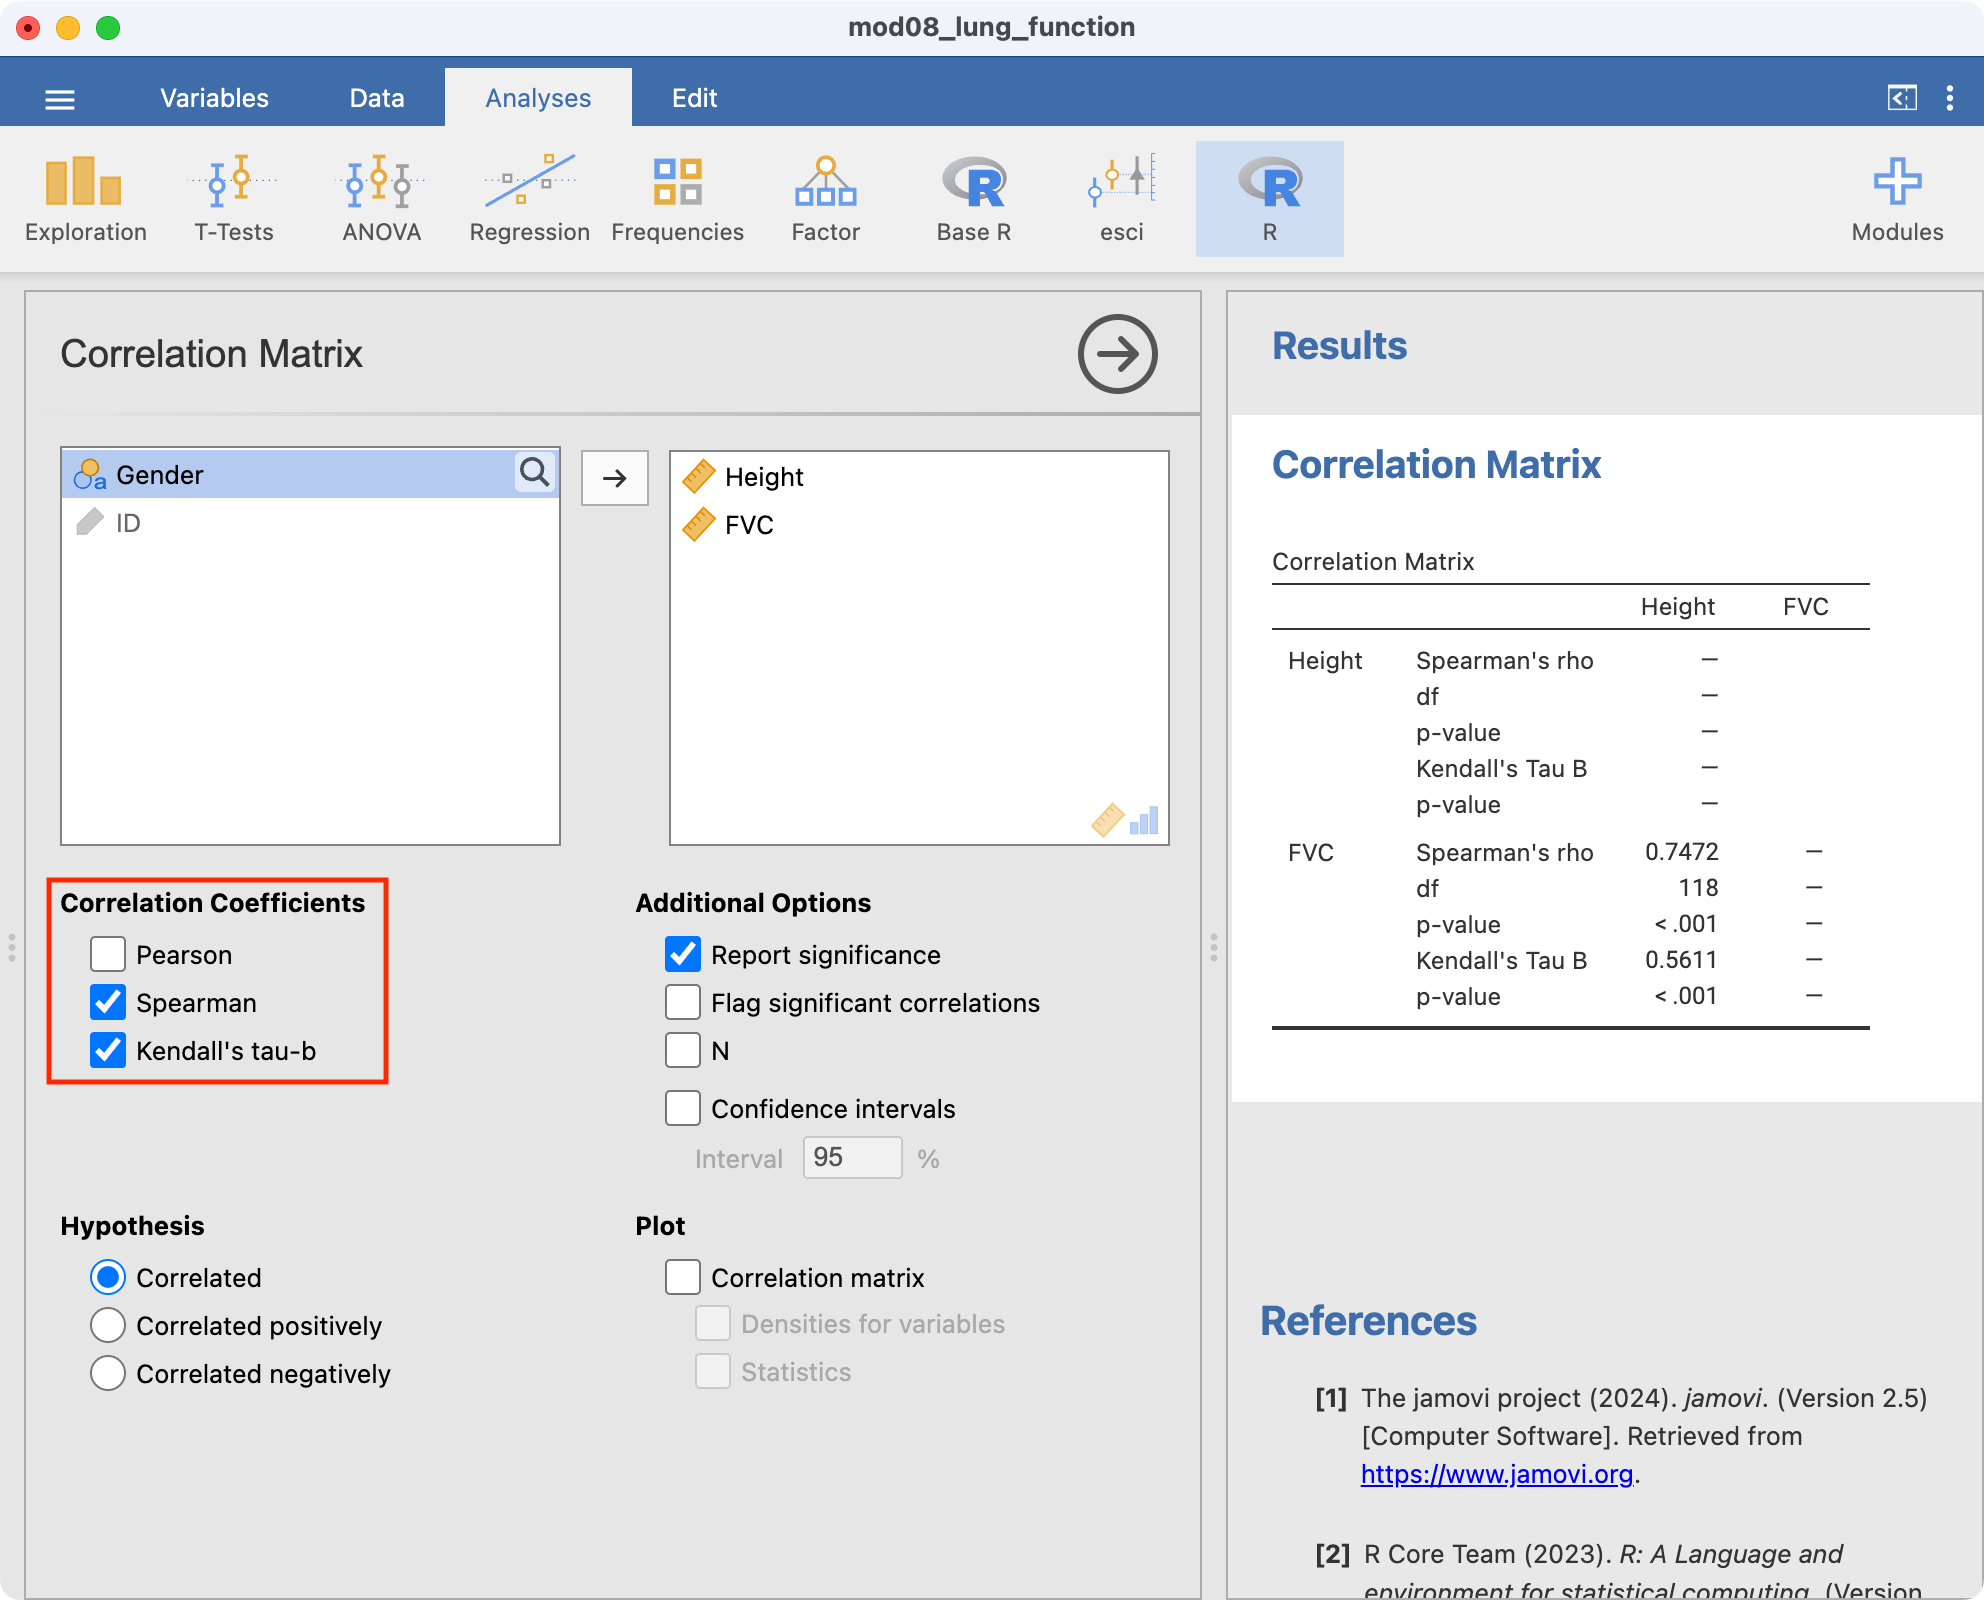 mod08_lung_function
Variables Data Analyses Edit
Exploration T-Tests ANOVA Regression Frequencies Factor Base R esci R Modules
Correlation Matrix
Gender
ID
Height
FVC
Correlation Coefficients
Pearson
Spearman
Kendall's tau-b
Additional Options
Report significance
Flag significant correlations
N
Confidence intervals
Interval 95 %
Hypothesis
Correlated
Correlated positively
Correlated negatively
Plot
Correlation matrix
Densities for variables
Statistics
Results
Correlation Matrix
Correlation Matrix
Height FVC
Height Spearman's rho —
df —
p-value —
Kendall's Tau B —
p-value —
FVC Spearman's rho 0.7472 —
df 118 —
p-value < .001 —
Kendall's Tau B 0.5611 —
p-value < .001 —
References
[1] The jamovi project (2024). jamovi. (Version 2.5)
[Computer Software]. Retrieved from
https://www.jamovi.org.
[2] R Core Team (2023). R: A Language and
environment for statistical computing. (Version